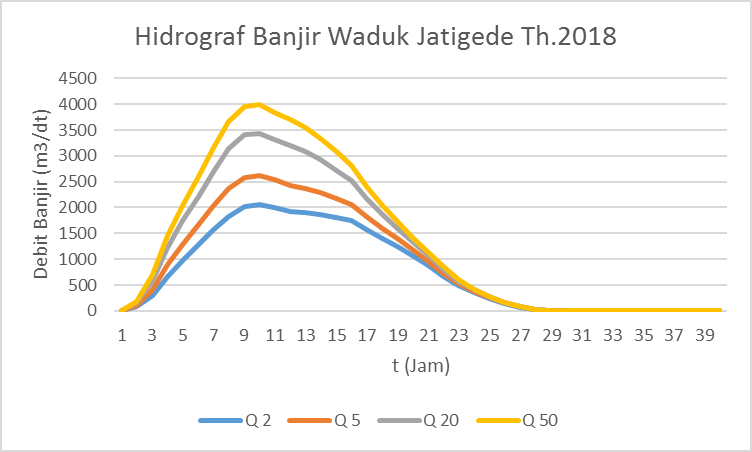 Hidrograf Banjir Waduk Jatigede Th.2018
Debit Banjir (m3/dt)
4500
4000
3500
3000
2500
2000
1500
1000
500
0
1 3 5 7 9 11 13 15 17 19 21 23 25 27 29 31 33 35 37 39
t (Jam)
Q 2 Q 5 Q 20 Q 50